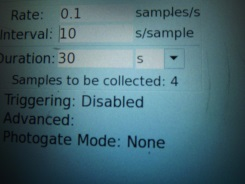 Rate: 0.1 samples/s
Interval: 10 s/sample
Duration: 30 s
Samples to be collected: 4
Triggering: Disabled
Advanced:
Photogate Mode: None